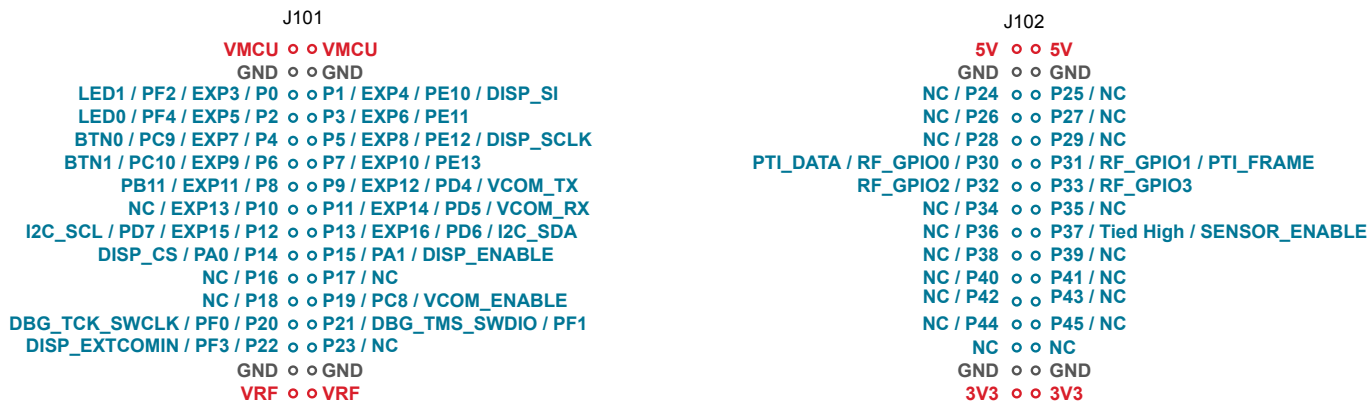 J101
VMCU VMCU
GND GND
LED1 / PF2 / EXP3 / P0 P1 / EXP4 / PE10 / DISP_SI
LED0 / PF4 / EXP5 / P2 P3 / EXP6 / PE11
BTN0 / PC9 / EXP7 / P4 P5 / EXP8 / PE12 / DISP_SCLK
BTN1 / PC10 / EXP9 / P6 P7 / EXP10 / PE13
PB11 / EXP11 / P8 P9 / EXP12 / PD4 / VCOM_TX
NC / EXP13 / P10 P11 / EXP14 / PD5 / VCOM_RX
I2C_SCL / PD7 / EXP15 / P12 P13 / EXP16 / PD6 / I2C_SDA
DISP_CS / PA0 / P14 P15 / PA1 / DISP_ENABLE
NC / P16 P17 / NC
NC / P18 P19 / PC8 / VCOM_ENABLE
DBG_TCK_SWCLK / PF0 / P20 P21 / DBG_TMS_SWDIO / PF1
DISP_EXTCOMIN / PF3 / P22 P23 / NC
GND GND
VRF VRF
J102
5V 5V
GND GND
NC / P24 P25 / NC
NC / P26 P27 / NC
NC / P28 P29 / NC
PTI_DATA / RF_GPIO0 / P30 P31 / RF_GPIO1 / PTI_FRAME
RF_GPIO2 / P32 P33 / RF_GPIO3
NC / P34 P35 / NC
NC / P36 P37 / Tied High / SENSOR_ENABLE
NC / P38 P39 / NC
NC / P40 P41 / NC
NC / P42 P43 / NC
NC / P44 P45 / NC
NC NC
GND GND
3V3 3V3